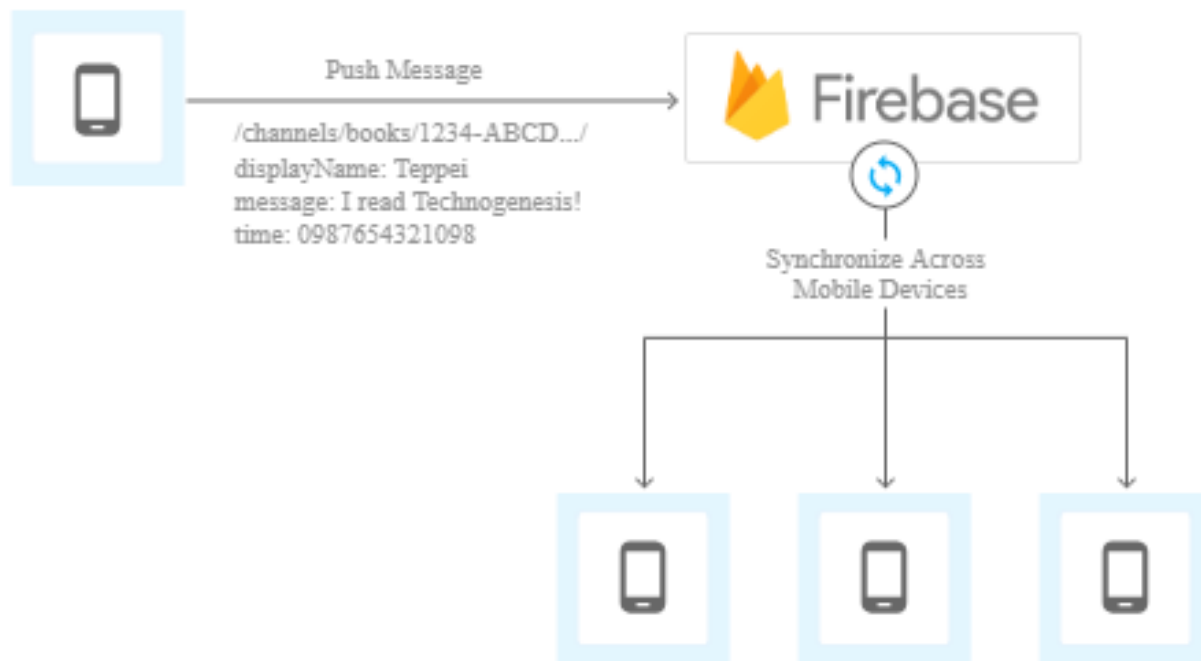 Push Message
Firebase
/channels/books/1234-ABCD.../
displayName: Teppei
message: I read Technogenesis!
time: 0987654321098
Synchronize Across
Mobile Devices